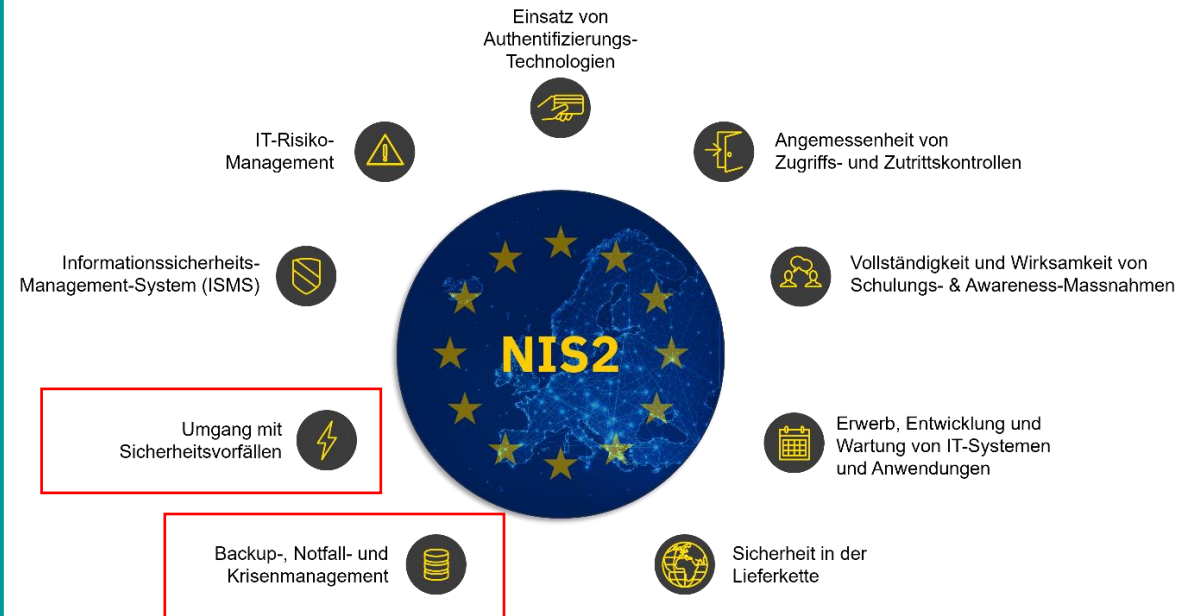 Einsatz von
Authentifizierungs-
Technologien
IT-Risiko-
Management
Angemessenheit von
Zugriffs- und Zutrittskontrollen
Informationssicherheits-
Management-System (ISMS)
Vollständigkeit und Wirksamkeit von
Schulungs- & Awareness-Massnahmen
NIS2
Umgang mit
Sicherheitsvorfällen
Erwerb, Entwicklung und
Wartung von IT-Systemen
und Anwendungen
Backup-, Notfall- und
Krisenmanagement
Sicherheit in der
Lieferkette